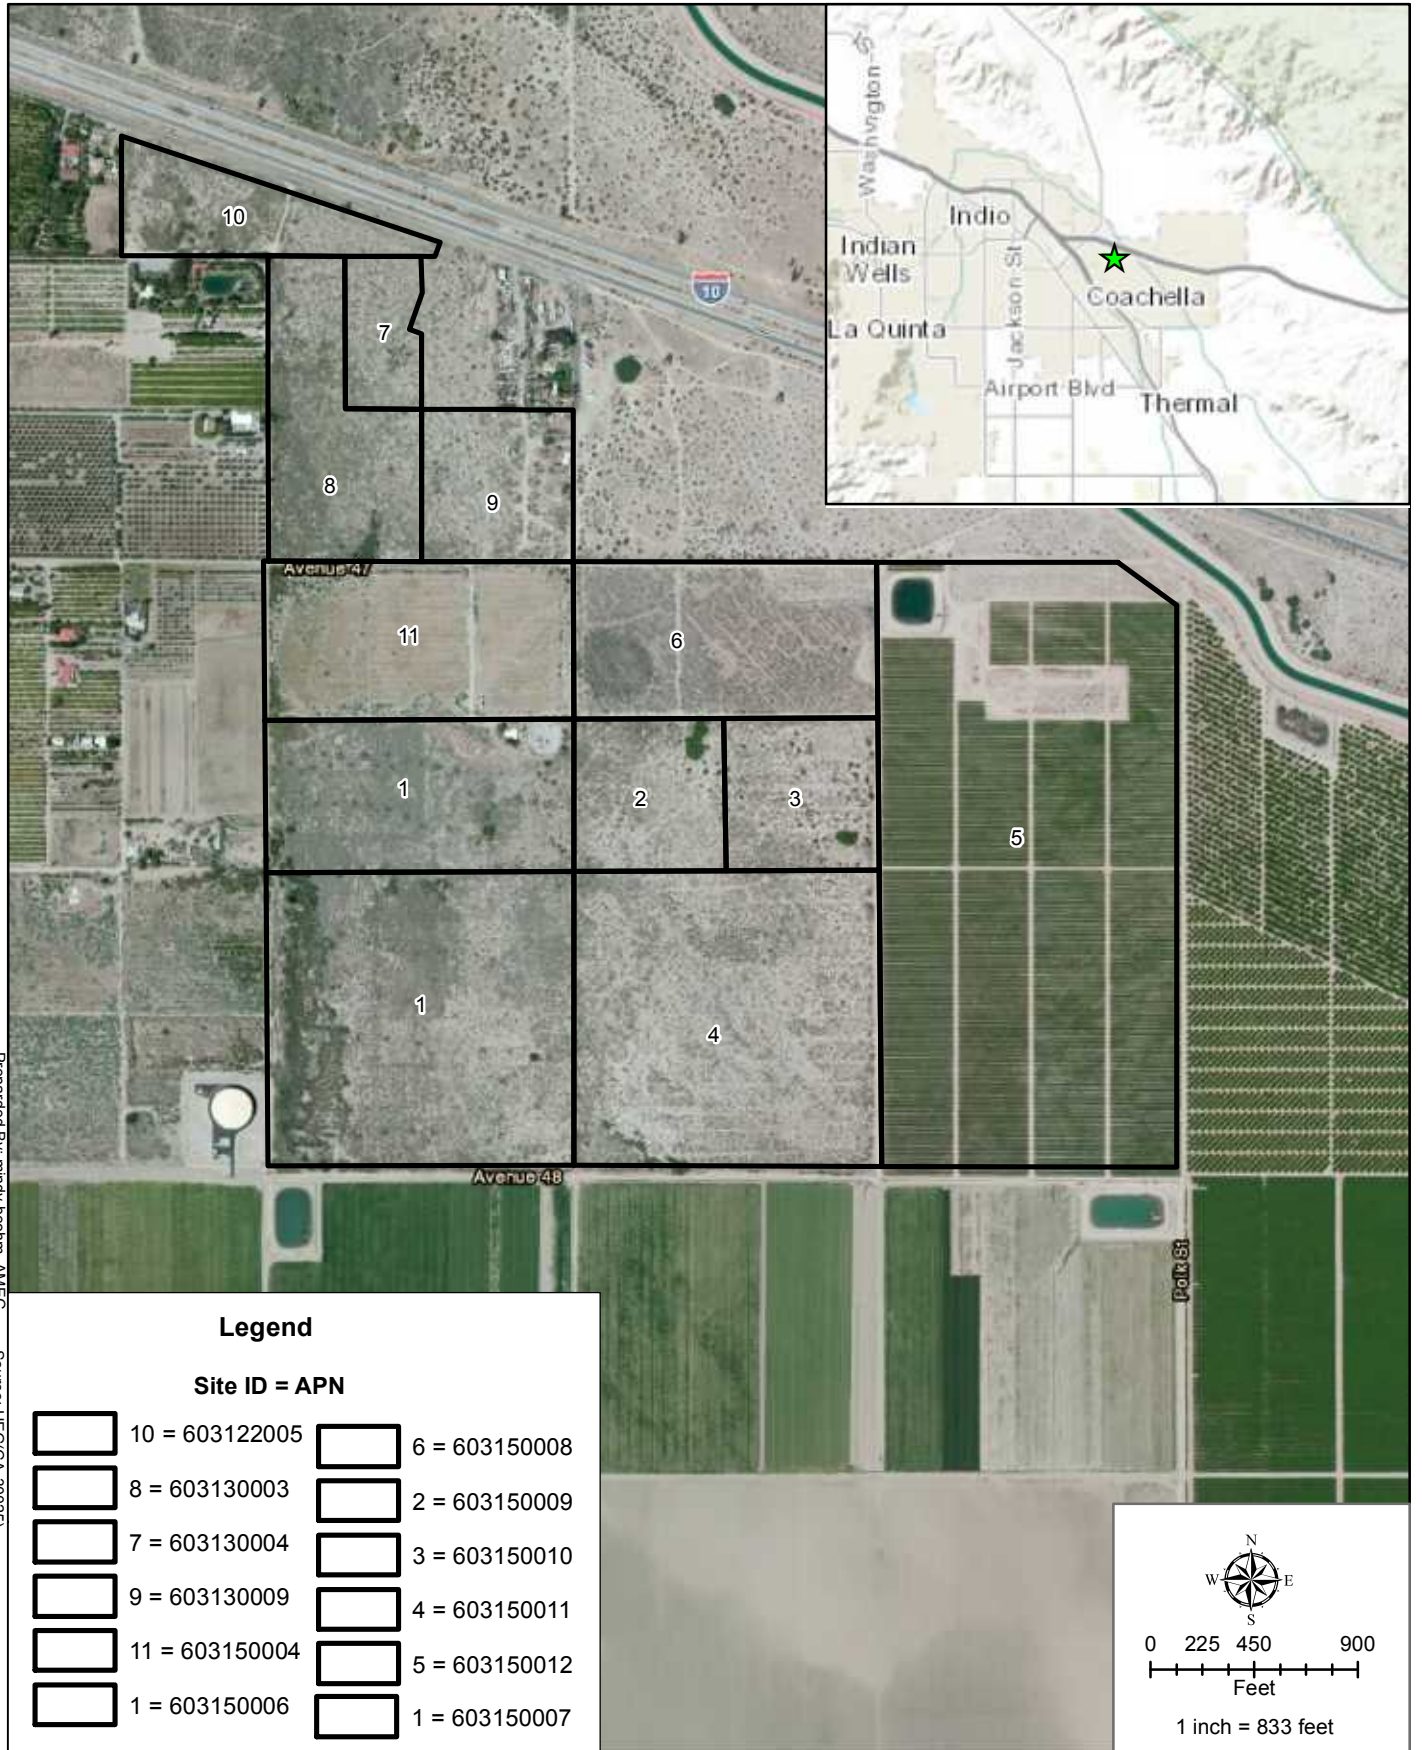 Washington S
Indio
Indian
Wells
Jackson St
Coachella
La Quinta
Airport Blvd
Thermal
10
10
7
8
9
Avenue 47
11
6
1
2
3
5
1
4
Avenue 48
Polk St
Legend
Site ID = APN
10 = 603122005
8 = 603130003
7 = 603130004
9 = 603130009
11 = 603150004
1 = 603150006
6 = 603150008
2 = 603150009
3 = 603150010
4 = 603150011
5 = 603150012
1 = 603150007
N
W E
S
0 225 450 900
Feet
1 inch = 833 feet